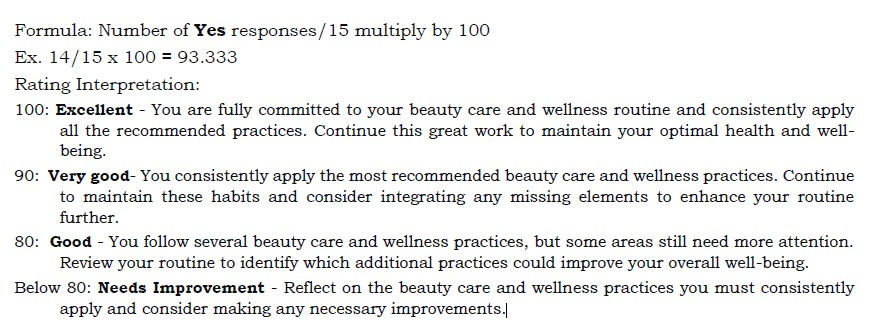 Formula: Number of Yes responses/15 multiply by 100
Ex. 14/15 x 100 = 93.333
Rating Interpretation:
100: Excellent - You are fully committed to your beauty care and wellness routine and consistently apply
all the recommended practices. Continue this great work to maintain your optimal health and well-
being.
90: Very good- You consistently apply the most recommended beauty care and wellness practices. Continue
to maintain these habits and consider integrating any missing elements to enhance your routine
further.
80: Good - You follow several beauty care and wellness practices, but some areas still need more attention.
Review your routine to identify which additional practices could improve your overall well-being.
Below 80: Needs Improvement - Reflect on the beauty care and wellness practices you must consistently
apply and consider making any necessary improvements.